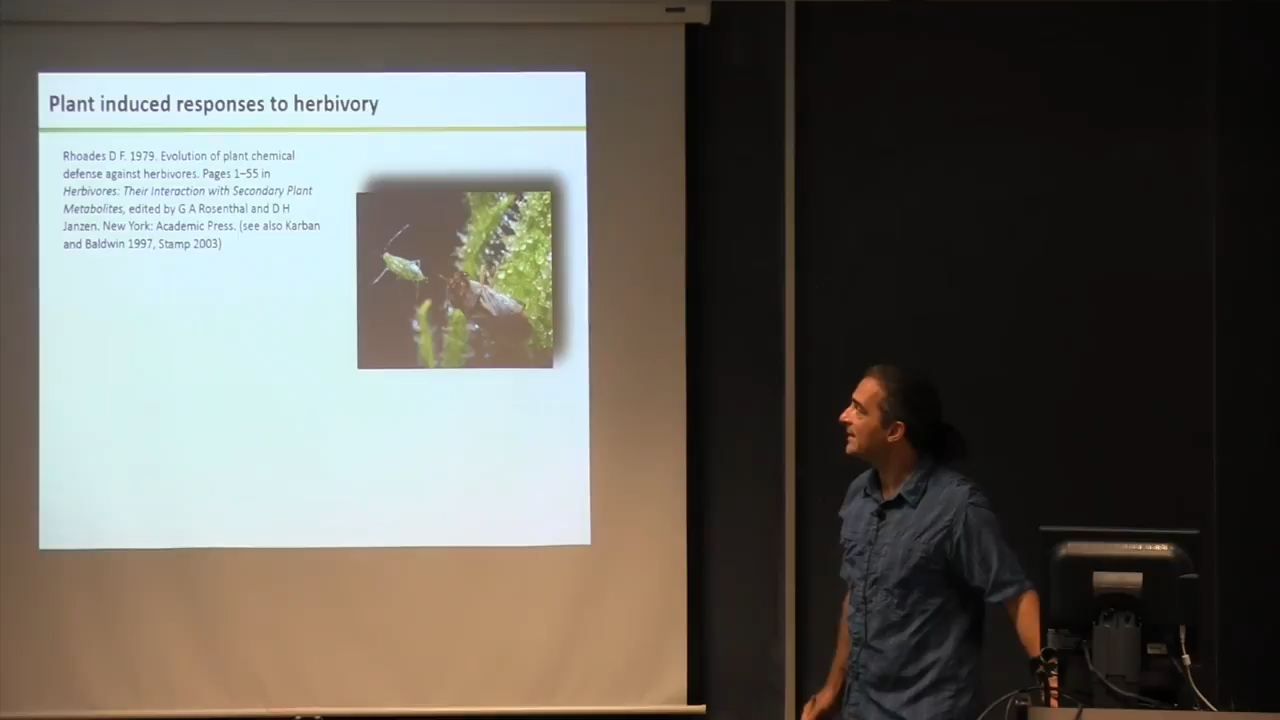 Plant induced responses to herbivory
Rhoades D F. 1979. Evolution of plant chemical
defense against herbivores. Pages 1–55 in
Herbivores: Their Interaction with Secondary Plant
Metabolites, edited by G A Rosenthal and D H
Janzen. New York: Academic Press. (see also Karban
and Baldwin 1997, Stamp 2003)